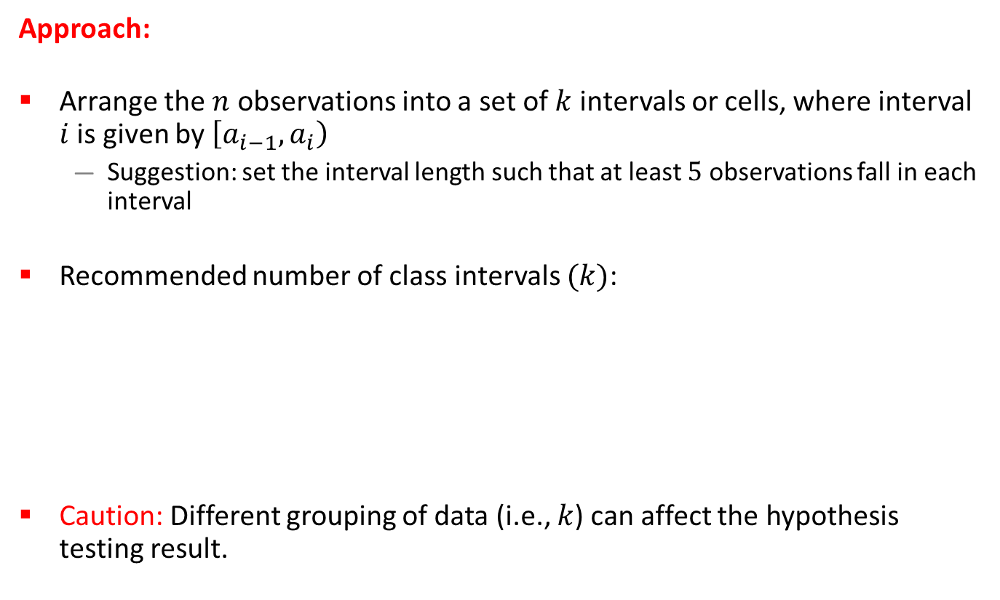 Approach:
▪ Arrange the n observations into a set of k intervals or cells, where interval
i is given by [aᵢ₋₁, aᵢ)
— Suggestion: set the interval length such that at least 5 observations fall in each
interval
▪ Recommended number of class intervals (k):
▪ Caution: Different grouping of data (i.e., k) can affect the hypothesis
testing result.